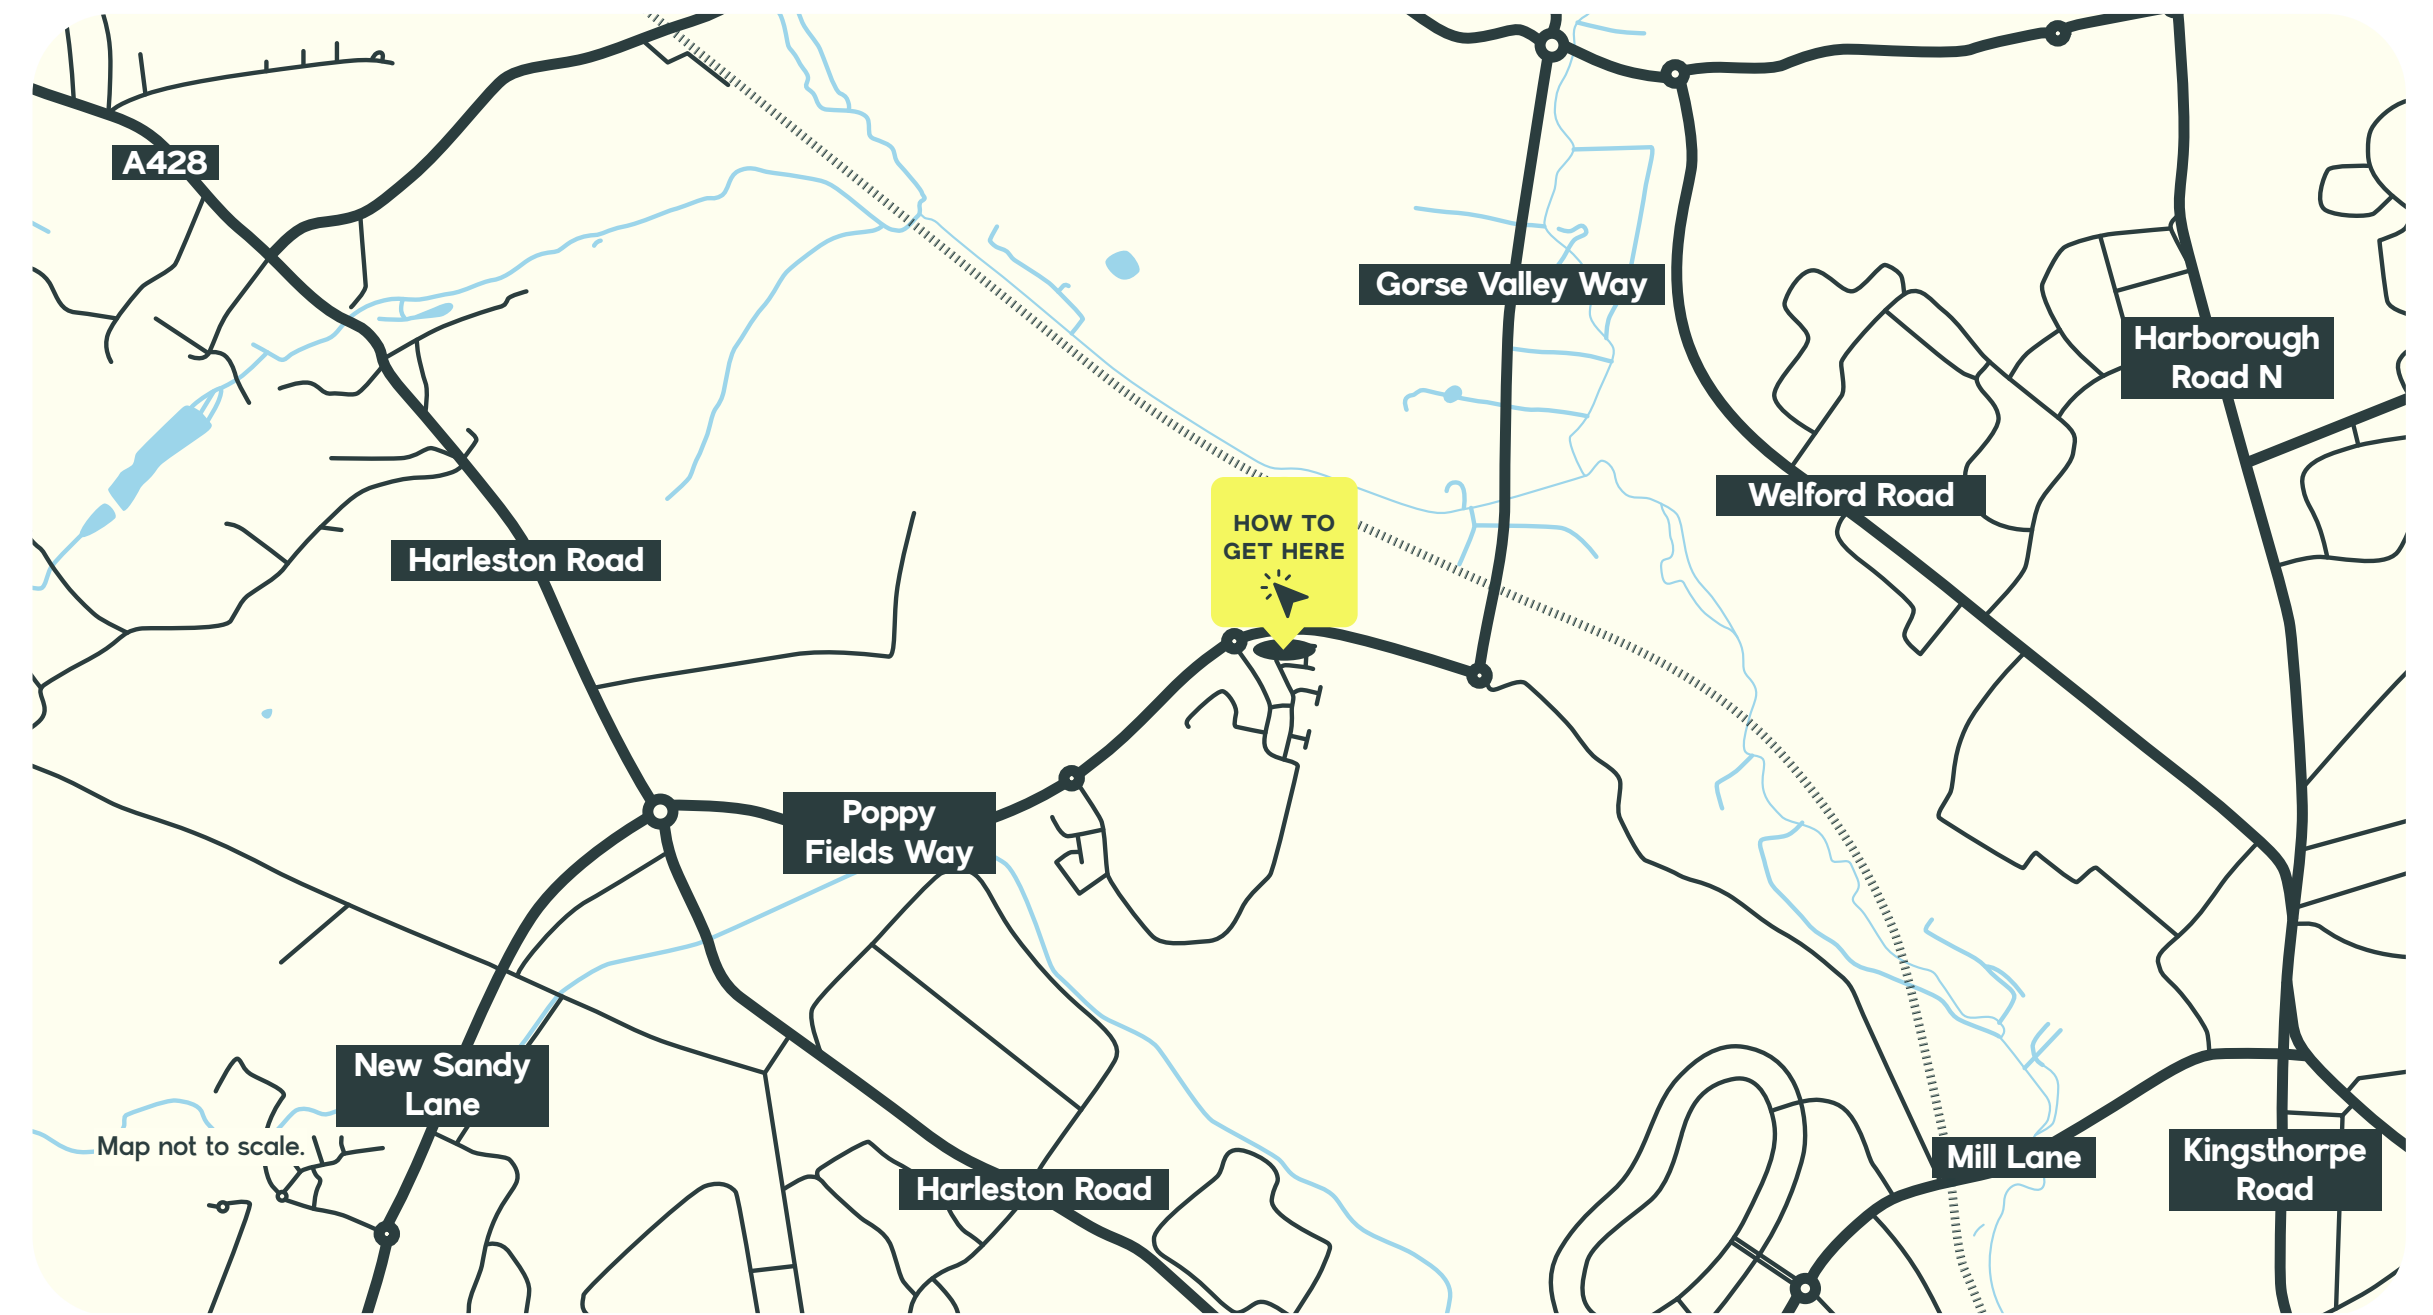 A428
Gorse Valley Way
Harborough
Road N
Welford Road
HOW TO
GET HERE
Harleston Road
Poppy
Fields Way
New Sandy
Lane
Map not to scale.
Mill Lane
Kingsthorpe
Road
Harleston Road